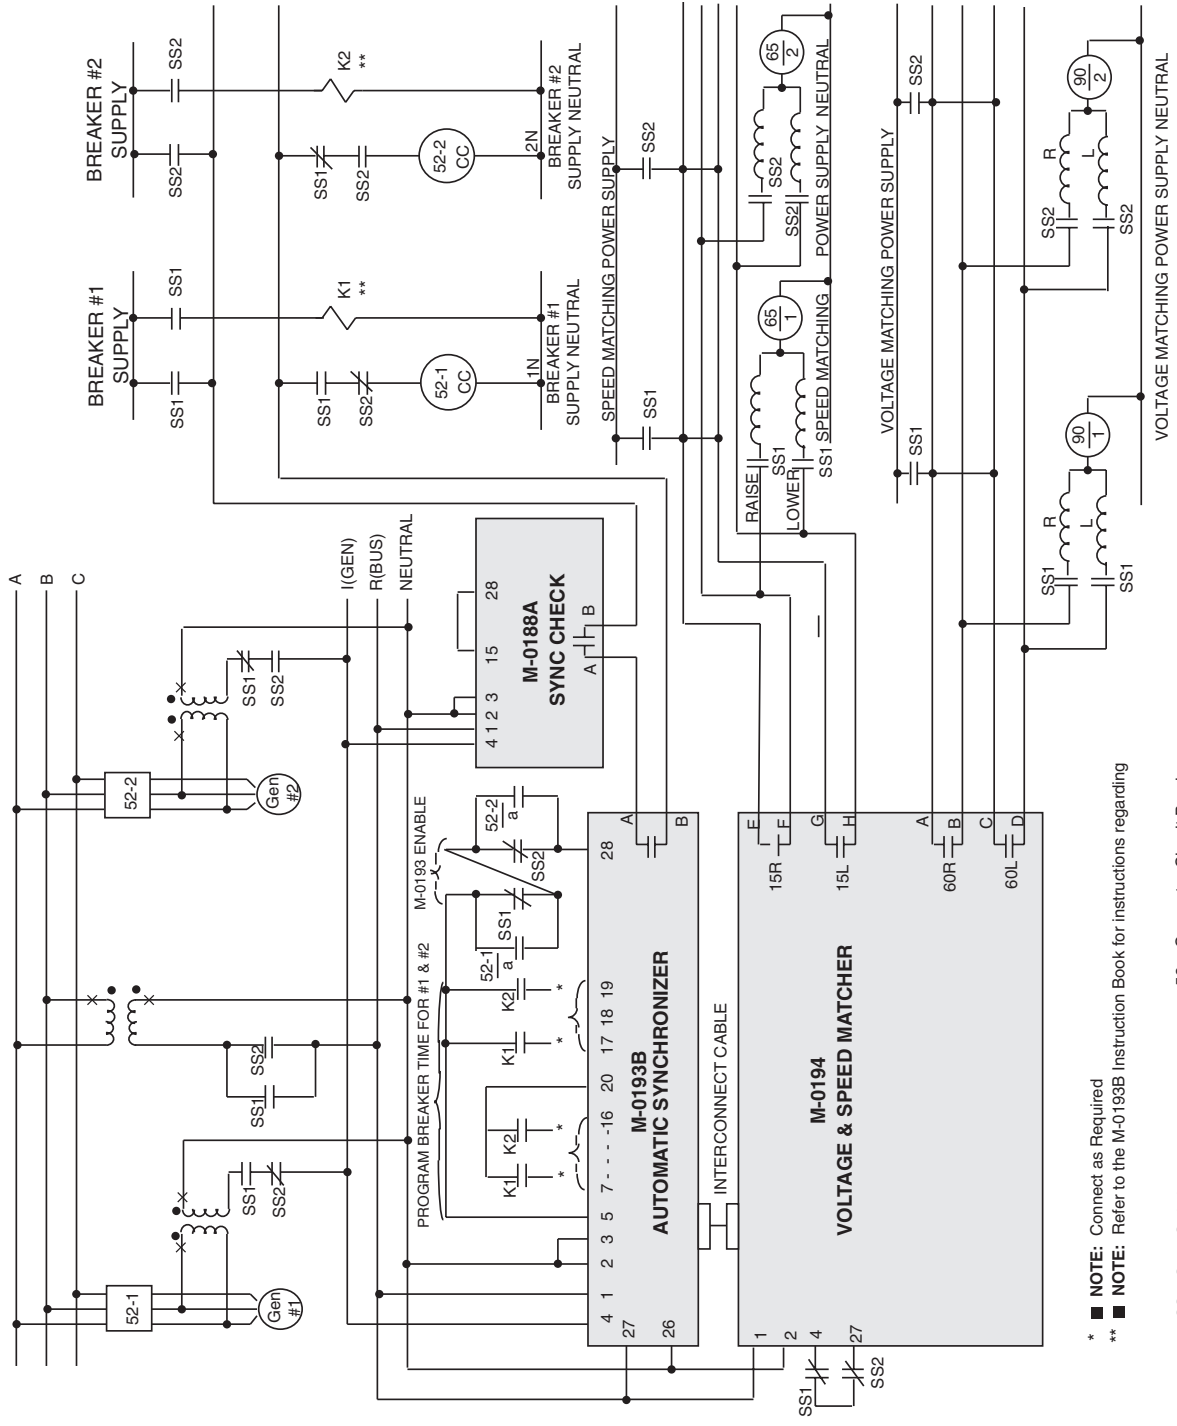 A
B
C
52-1
Gen #1
SS1
SS2
SS1
SS2
52-2
Gen #2
SS1
SS2
I(GEN)
R(BUS)
NEUTRAL
PROGRAM BREAKER TIME FOR #1 & #2
M-0193 ENABLE
K1
K2
*
*
K1
K2
*
*
52-1
a
SS1
52-2
a
SS2
4 1 2 3 5 7 - - - -16 20 17 18 19 28
27
26
M-0193B
AUTOMATIC SYNCHRONIZER
A
B
4 1 2 3 15 28
M-0188A
SYNC CHECK
A
B
INTERCONNECT CABLE
1
2
4
27
SS1
SS2
M-0194
VOLTAGE & SPEED MATCHER
15R
15L
60R
60L
E
F
G
H
A
B
C
D
BREAKER #1
SUPPLY
SS1
SS1
K1
**
SS1
SS2
52-1
CC
1N
BREAKER #1
SUPPLY NEUTRAL
BREAKER #2
SUPPLY
SS2
SS2
K2
**
SS1
SS2
52-2
CC
2N
BREAKER #2
SUPPLY NEUTRAL
SPEED MATCHING POWER SUPPLY
SS1
SS2
RAISE
SS1
LOWER
SS1
65
1
SS2
SS2
65
2
SPEED MATCHING POWER SUPPLY NEUTRAL
VOLTAGE MATCHING POWER SUPPLY
SS1
SS2
SS1
R
L
SS1
90
1
SS2
R
L
SS2
90
2
VOLTAGE MATCHING POWER SUPPLY NEUTRAL
* ■ NOTE: Connect as Required
** ■ NOTE: Refer to the M-0193B Instruction Book for instructions regarding